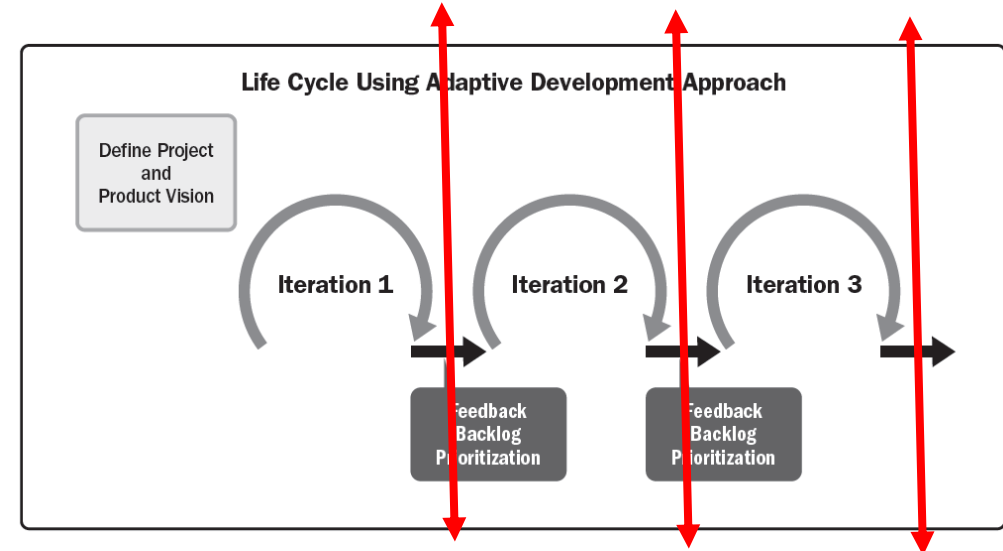 Life Cycle Using Adaptive Development Approach
Define Project
and
Product Vision
Iteration 1
Iteration 2
Iteration 3
Feedback
Backlog
Prioritization
Feedback
Backlog
Prioritization